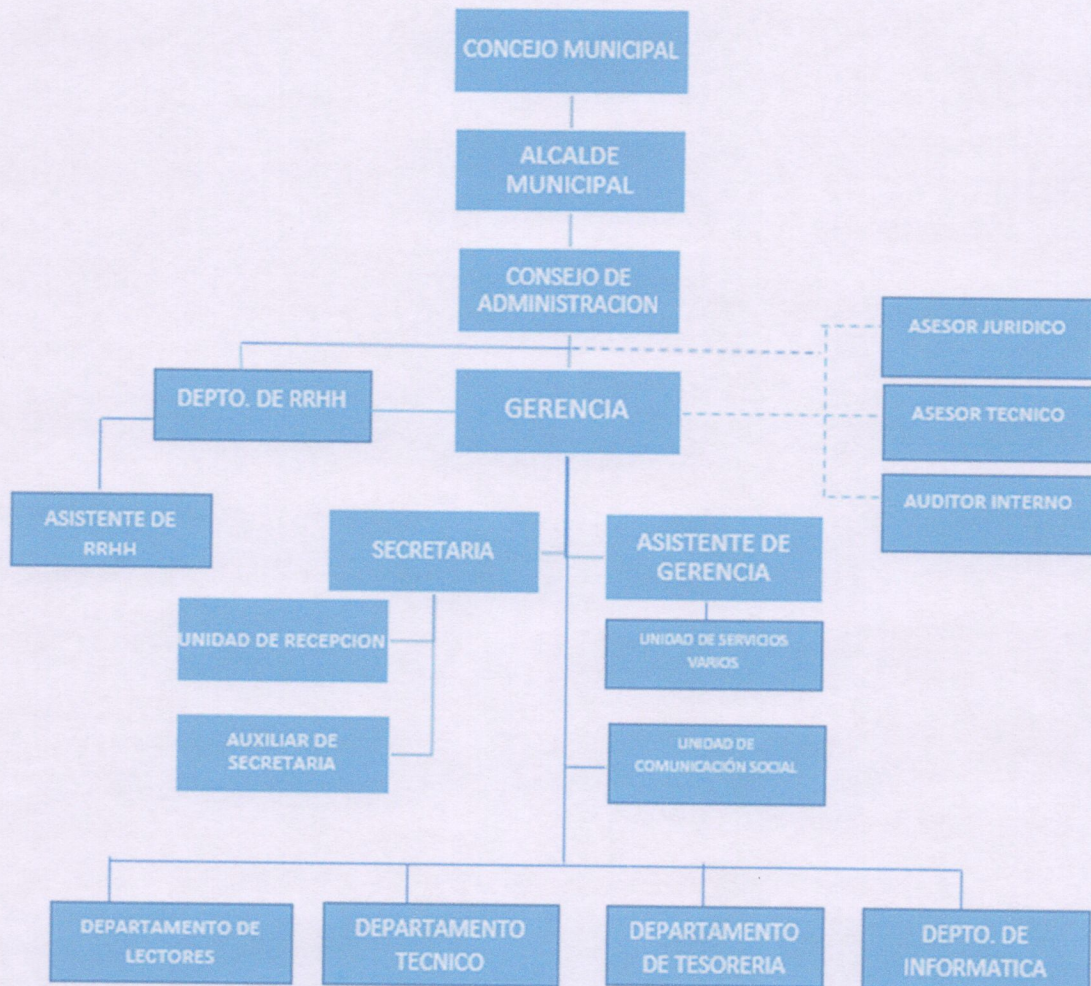 CONCEJO MUNICIPAL
ALCALDE
MUNICIPAL
CONSEJO DE
ADMINISTRACION
ASESOR JURIDICO
DEPTO. DE RRHH
GERENCIA
ASESOR TECNICO
AUDITOR INTERNO
ASISTENTE DE
RRHH
SECRETARIA
ASISTENTE DE
GERENCIA
UNIDAD DE RECEPCION
UNIDAD DE SERVICIOS
VARIOS
AUXILIAR DE
SECRETARIA
UNIDAD DE
COMUNICACIÓN SOCIAL
DEPARTAMENTO DE
LECTORES
DEPARTAMENTO
TECNICO
DEPARTAMENTO
DE TESORERIA
DEPTO. DE
INFORMATICA